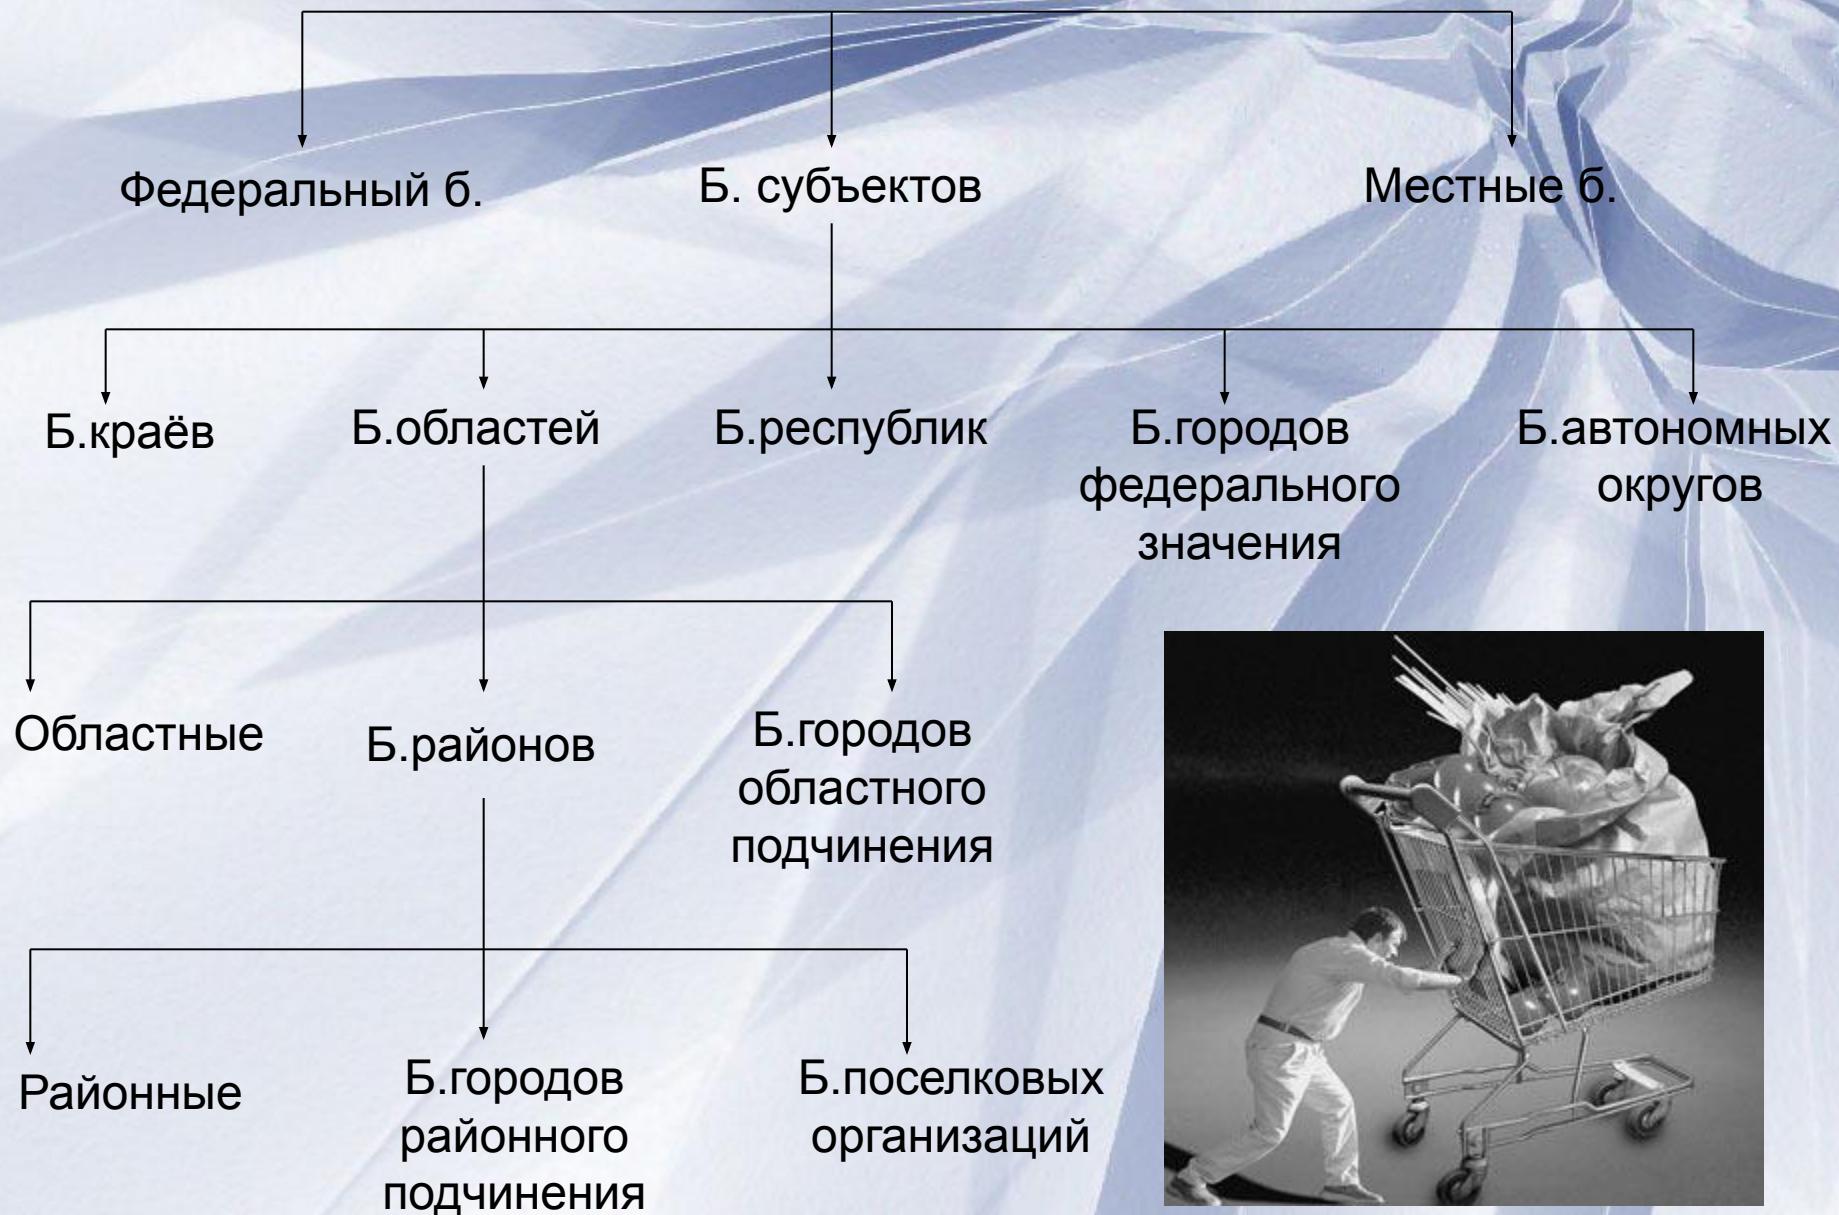 Федеральный б.
Б. субъектов
Местные б.
Б.краёв
Б.областей
Б.республик
Б.городов
федерального
значения
Б.автономных
округов
Областные
Б.районов
Б.городов
областного
подчинения
Районные
Б.городов
районного
подчинения
Б.поселковых
организаций